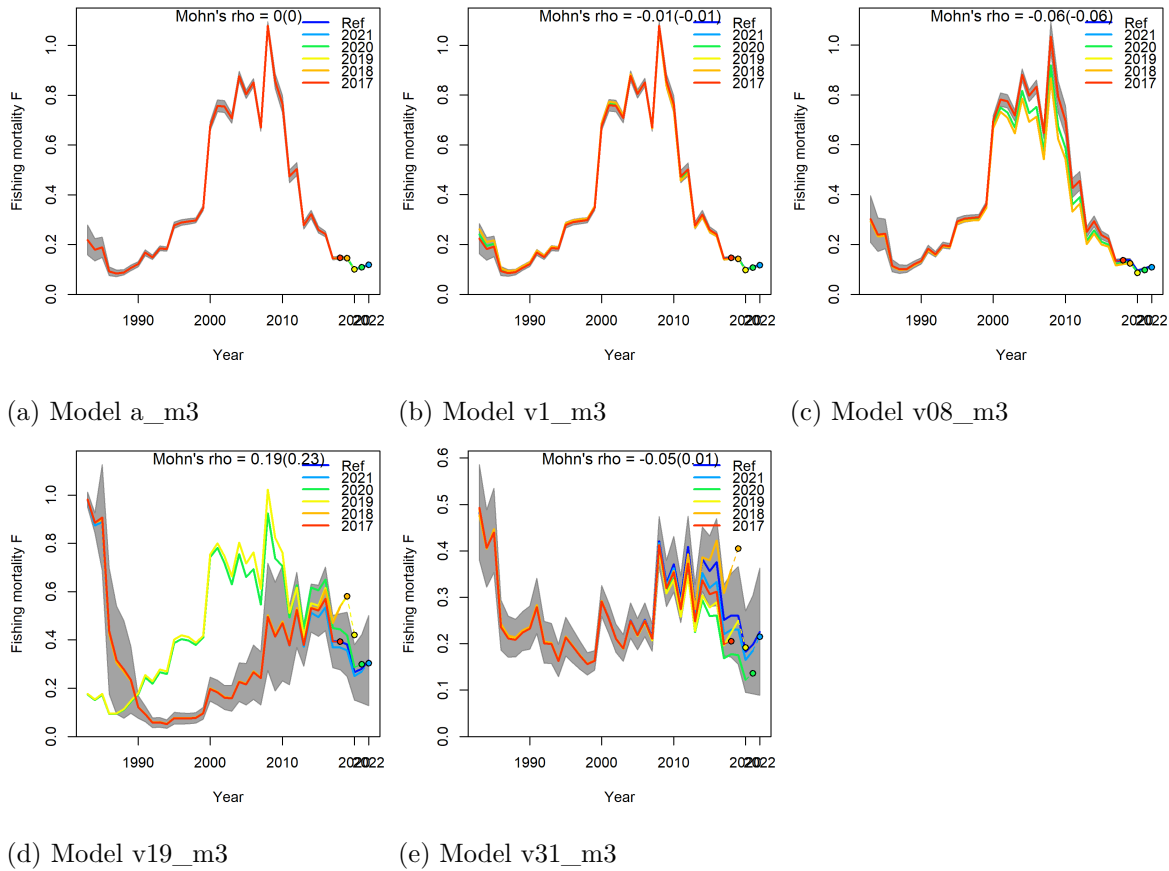 Mohn's rho = 0(0)
Ref
2021
2020
2019
2018
2017
Fishing mortality F
0.0 0.2 0.4 0.6 0.8 1.0
1990 2000 2010 2020 2022
Year
(a) Model a_m3
Mohn's rho = -0.01(-0.01)
Ref
2021
2020
2019
2018
2017
Fishing mortality F
0.0 0.2 0.4 0.6 0.8 1.0
1990 2000 2010 2020 2022
Year
(b) Model v1_m3
Mohn's rho = -0.06(-0.06)
Ref
2021
2020
2019
2018
2017
Fishing mortality F
0.0 0.2 0.4 0.6 0.8 1.0
1990 2000 2010 2020 2022
Year
(c) Model v08_m3
Mohn's rho = 0.19(0.23)
Ref
2021
2020
2019
2018
2017
Fishing mortality F
0.0 0.2 0.4 0.6 0.8 1.0
1990 2000 2010 2020 2022
Year
(d) Model v19_m3
Mohn's rho = -0.05(0.01)
Ref
2021
2020
2019
2018
2017
Fishing mortality F
0.0 0.1 0.2 0.3 0.4 0.5 0.6
1990 2000 2010 2020 2022
Year
(e) Model v31_m3